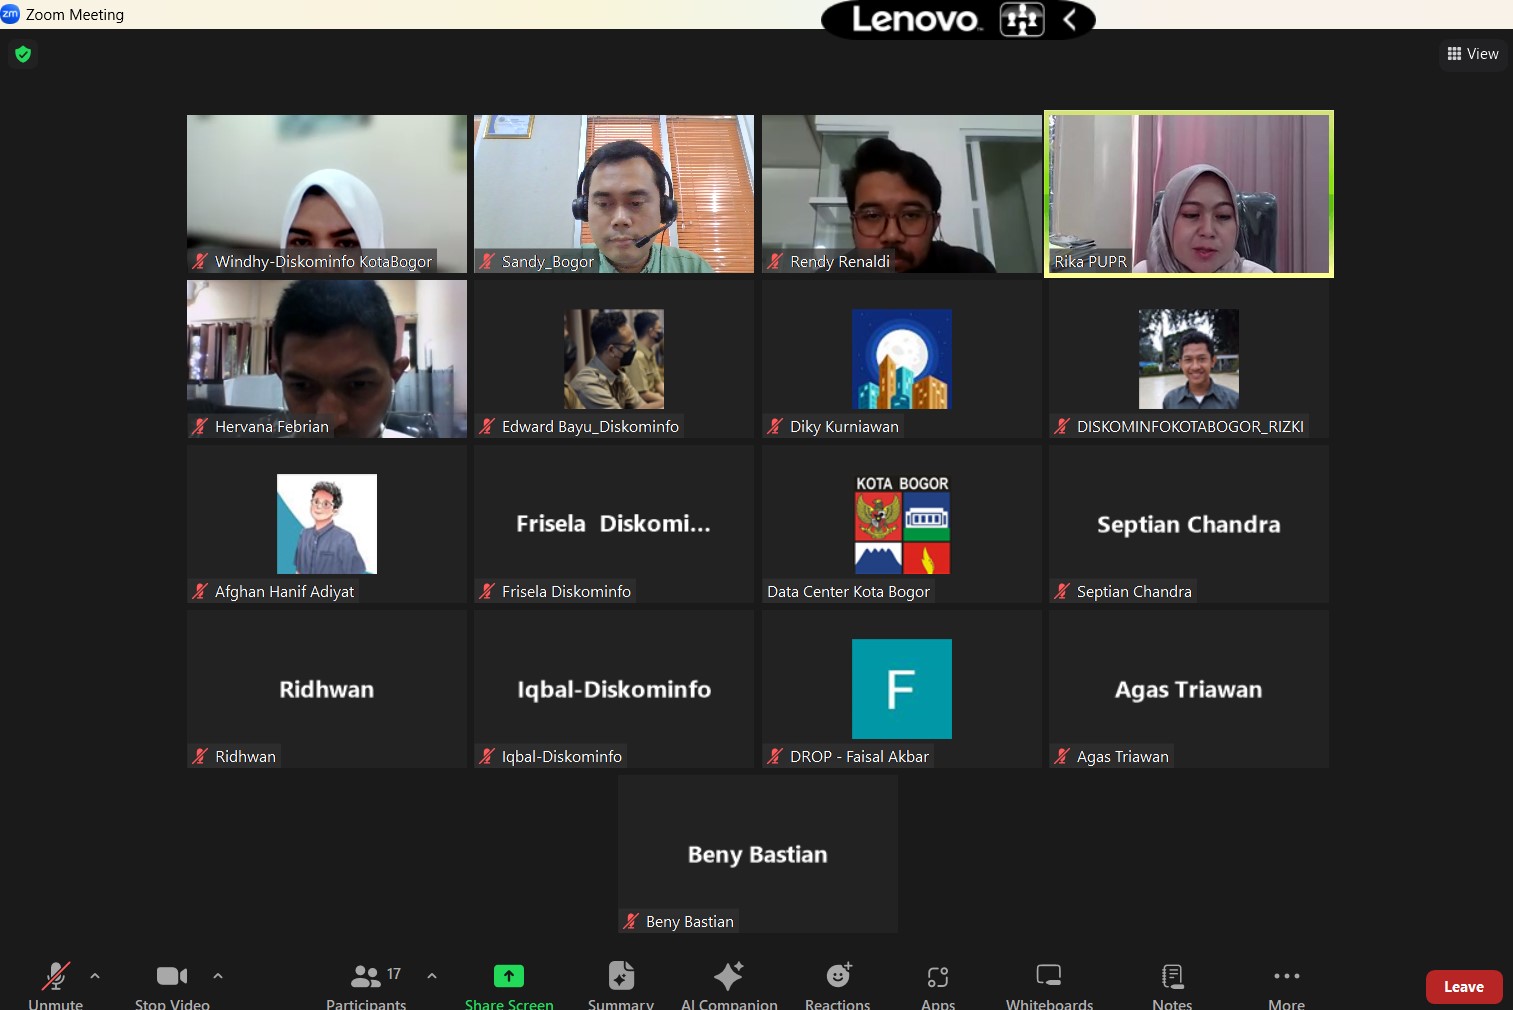 zm Zoom Meeting
Lenovo
View
Windhy-Diskominfo KotaBogor
Sandy_Bogor
Rendy Renaldi
Rika PUPR
Hervana Febrian
Edward Bayu_Diskominfo
Diky Kurniawan
DISKOMINFOKOTABOGOR_RIZKI
Afghan Hanif Adiyat
Frisela Diskomi...
Frisela Diskominfo
KOTA BOGOR
Data Center Kota Bogor
Septian Chandra
Septian Chandra
Ridhwan
Ridhwan
Iqbal-Diskominfo
Iqbal-Diskominfo
F
DROP - Faisal Akbar
Agas Triawan
Agas Triawan
Beny Bastian
Beny Bastian
Unmute
Stop Video
17
Participants
Share Screen
Summary
AI Companion
Reactions
Apps
Whiteboards
Notes
More
Leave